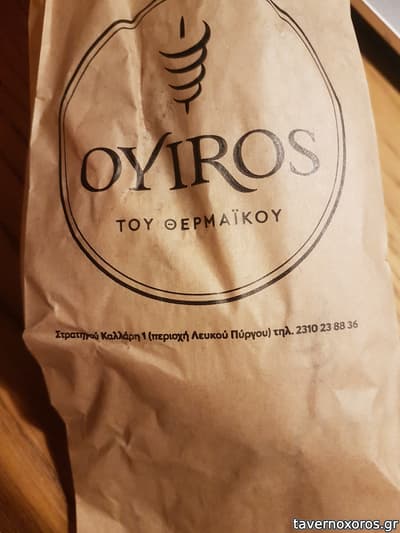 OYIROS
ΤΟΥ ΘΕΡΜΑΪΚΟΥ
Στρατηγού Καλλάρη 1 (περιοχή Λευκού Πύργου) τηλ. 2310 23 88 36
tavernoxoros.gr